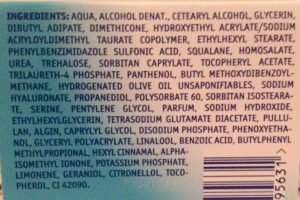 INGREDIENTS: AQUA, ALCOHOL DENAT., CETEARYL ALCOHOL, GLYCERIN,
DIBUTYL ADIPATE, DIMETHICONE, HYDROXYETHYL ACRYLATE/SODIUM
ACRYLOYLDIMETHYL TAURATE COPOLYMER, ETHYLHEXYL STEARATE,
PHENYLBENZIMIDAZOLE SULFONIC ACID, SQUALANE, HOMOSALATE,
UREA, TREHALOSE, SORBITAN CAPRYLATE, TOCOPHERYL ACETATE,
TRILAURETH-4 PHOSPHATE, PANTHENOL, BUTYL METHOXYDIBENZOYL-
METHANE, HYDROGENATED OLIVE OIL UNSAPONIFIABLES, SODIUM
HYALURONATE, PROPANEDIOL, POLYSORBATE 60, SORBITAN ISOSTEARA-
TE, SERINE, PENTYLENE GLYCOL, PARFUM, SODIUM HYDROXIDE,
ETHYLHEXYLGLYCERIN, TETRASODIUM GLUTAMATE DIACETATE, PULLU-
LAN, ALGIN, CAPRYLYL GLYCOL, DISODIUM PHOSPHATE, PHENOXYETHA-
NOL, GLYCERYL POLYACRYLATE, LINALOOL, BENZOIC ACID, BUTYLPHENYL
METHYLPROPIONAL, HEXYL CINNAMAL, ALPHA-
ISOMETHYL IONONE, POTASSIUM PHOSPHATE,
LIMONENE, GERANIOL, CITRONELLOL, TOCO-
PHEROL, CI 42090.
956631